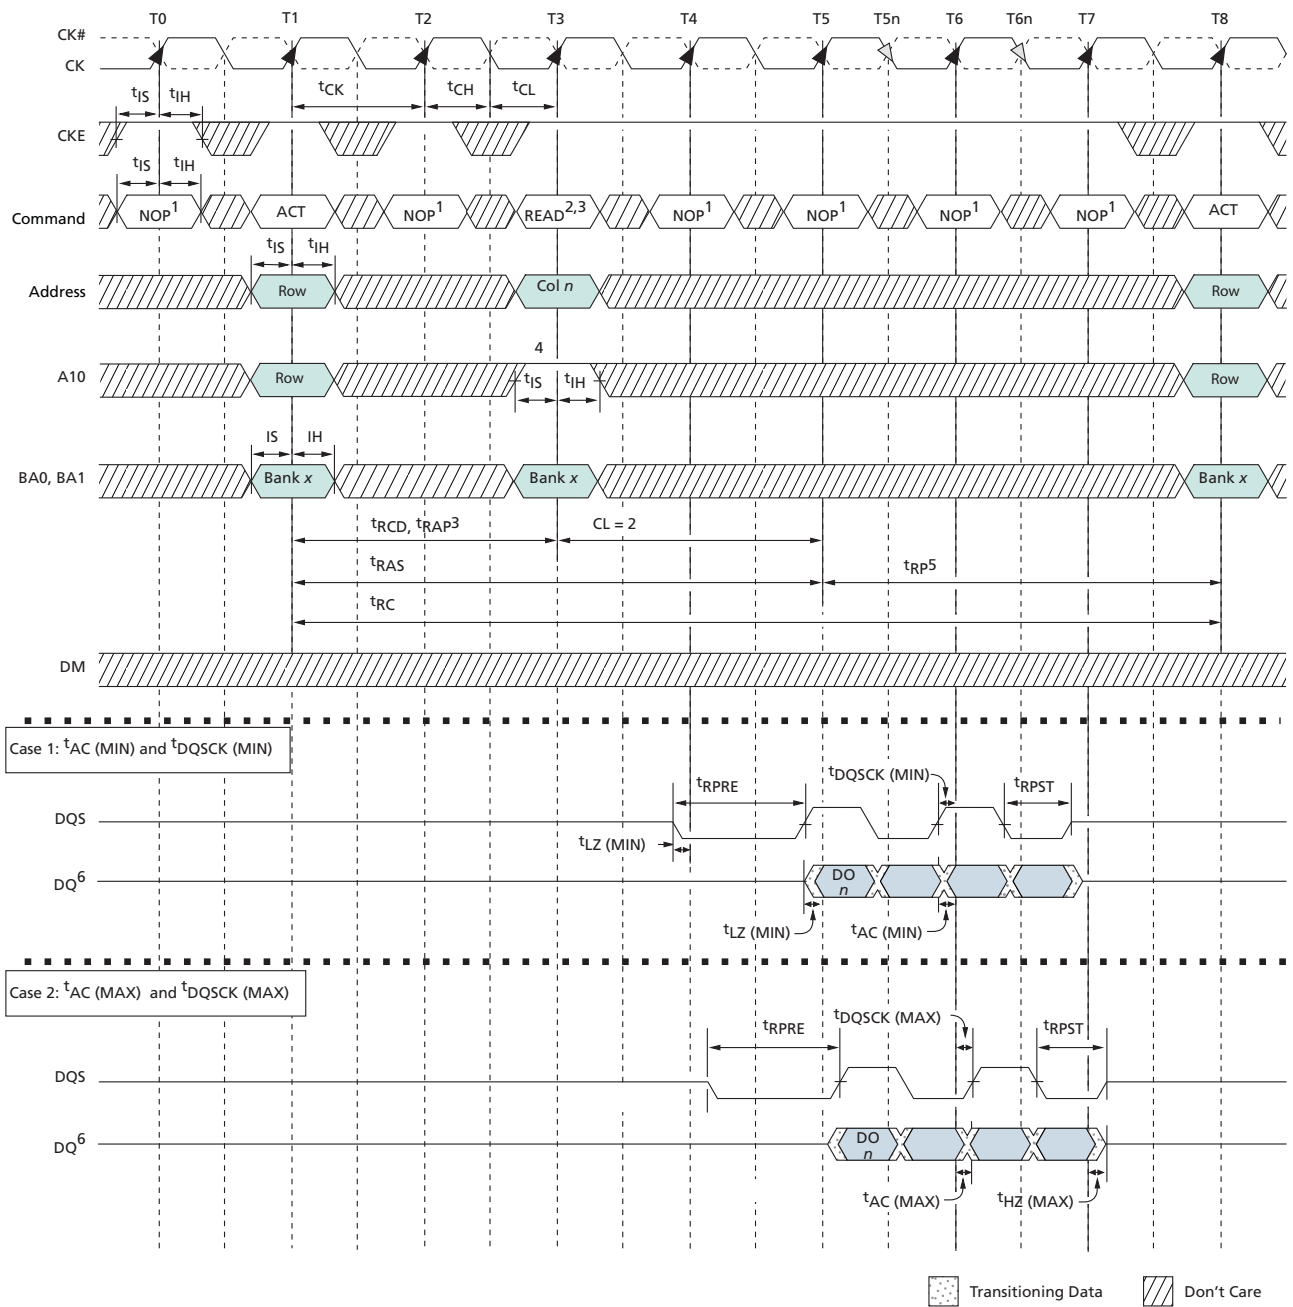 T0 T1 T2 T3 T4 T5 T5n T6 T6n T7 T8
CK#
CK
tCK tCH tCL
tIS tIH
CKE
tIS tIH
Command NOP1 ACT NOP1 READ2,3 NOP1 NOP1 NOP1 NOP1 ACT
tIS tIH
Address Row Col n Row
4
A10 Row tIS tIH Row
IS IH
BA0, BA1 Bank x Bank x Bank x
tRCD, tRAP3 CL = 2
tRAS tRP5
tRC
DM
Case 1: tAC (MIN) and tDQSCK (MIN)
tRPRE tDQSCK (MIN) tRPST
DQS
tLZ (MIN)
DQ6 DO n
tLZ (MIN) tAC (MIN)
Case 2: tAC (MAX) and tDQSCK (MAX)
tRPRE tDQSCK (MAX) tRPST
DQS
DQ6 DO n
tAC (MAX) tHZ (MAX)
Transitioning Data Don't Care